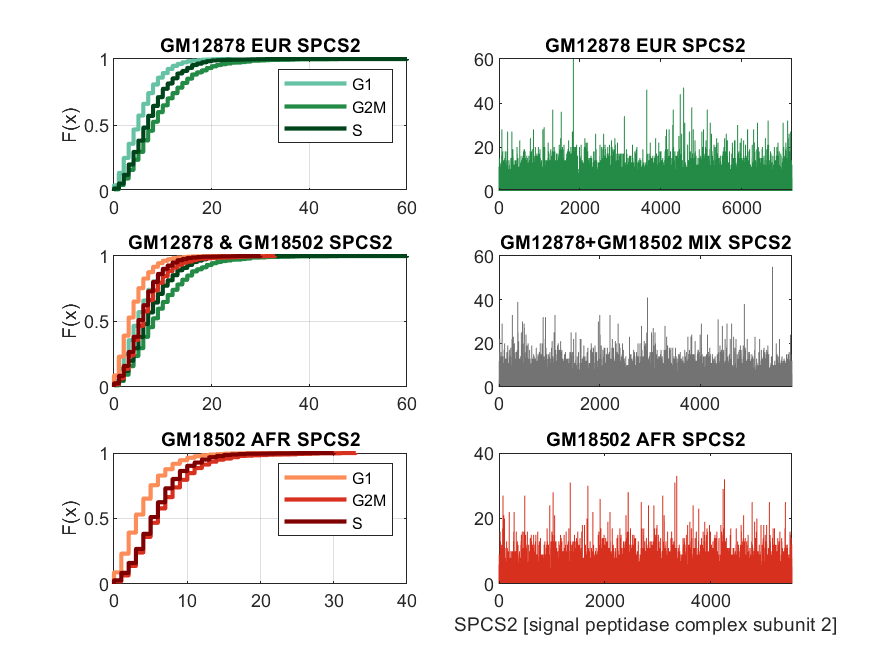 GM12878 EUR SPCS2
1
0.5
0
F(x)
0 20 40 60
G1
G2M
S
GM12878 EUR SPCS2
60
40
20
0
0 2000 4000 6000
GM12878 & GM18502 SPCS2
1
0.5
0
F(x)
0 20 40 60
GM12878+GM18502 MIX SPCS2
60
40
20
0
0 2000 4000
GM18502 AFR SPCS2
1
0.5
0
F(x)
0 10 20 30 40
G1
G2M
S
GM18502 AFR SPCS2
40
20
0
0 2000 4000
SPCS2 [signal peptidase complex subunit 2]